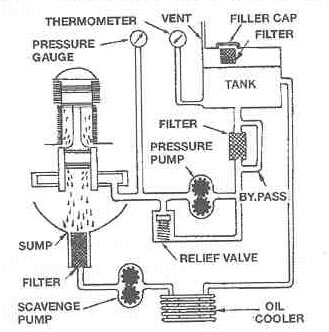 THERMOMETER
VENT
FILLER CAP
FILTER
PRESSURE
GAUGE
TANK
FILTER
PRESSURE
PUMP
BY.PASS
SUMP
RELIEF VALVE
FILTER
SCAVENGE
PUMP
OIL
COOLER